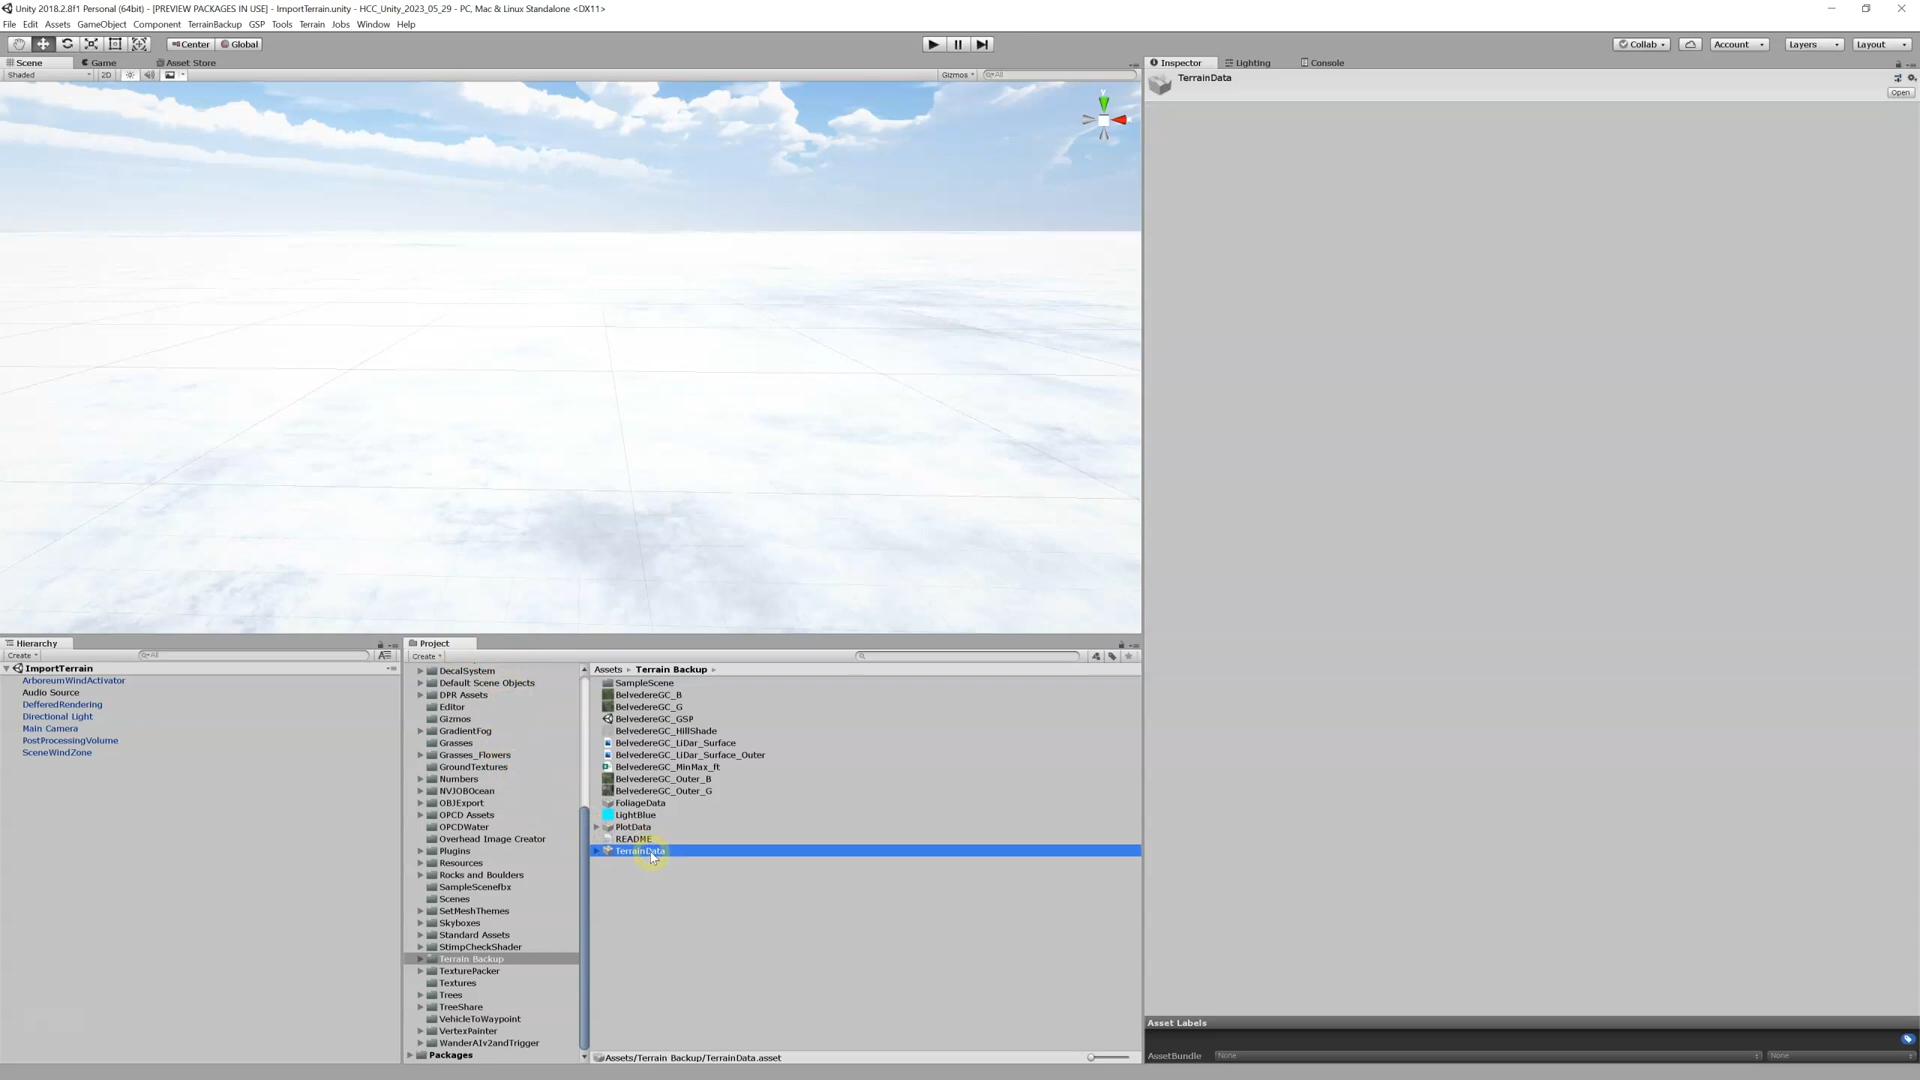 Unity 2018.2.8f1 Personal (64bit) - [PREVIEW PACKAGES IN USE] - ImportTerrain.unity - HCC_Unity_2023_05_29 - PC, Mac & Linux Standalone <DX11>
File Edit Assets GameObject Component TerrainBackup GSP Tools Terrain Jobs Window Help
Center Global Collab Account Layers Layout
Scene Game Asset Store
Shaded 2D Gizmos All
y
Inspector Lighting Console
TerrainData
Open
Hierarchy
Create All
ImportTerrain
ArboreumWindActivator
Audio Source
DefferedRendering
Directional Light
Main Camera
PostProcessingVolume
SceneWindZone
Project
Create
DecalSystem
Default Scene Objects
DPR Assets
Editor
Gizmos
GradientFog
Grasses
Grasses_Flowers
GroundTextures
Numbers
NVJOBOcean
OBJExport
OPCD Assets
OPCDWater
Overhead Image Creator
Plugins
Resources
Rocks and Boulders
SampleScenefbx
Scenes
SetMeshThemes
Skyboxes
Standard Assets
StimpCheckShader
Terrain Backup
TexturePacker
Textures
Trees
TreeShare
VehicleToWaypoint
VertexPainter
WanderAIv2andTrigger
Packages
Assets Terrain Backup
SampleScene
BelvedereGC_B
BelvedereGC_G
BelvedereGC_GSP
BelvedereGC_HillShade
BelvedereGC_LiDar_Surface
BelvedereGC_LiDar_Surface_Outer
BelvedereGC_MinMax_ft
BelvedereGC_Outer_B
BelvedereGC_Outer_G
FoliageData
LightBlue
PlotData
README
TerrainData
Assets/Terrain Backup/TerrainData.asset
Asset Labels
AssetBundle None None